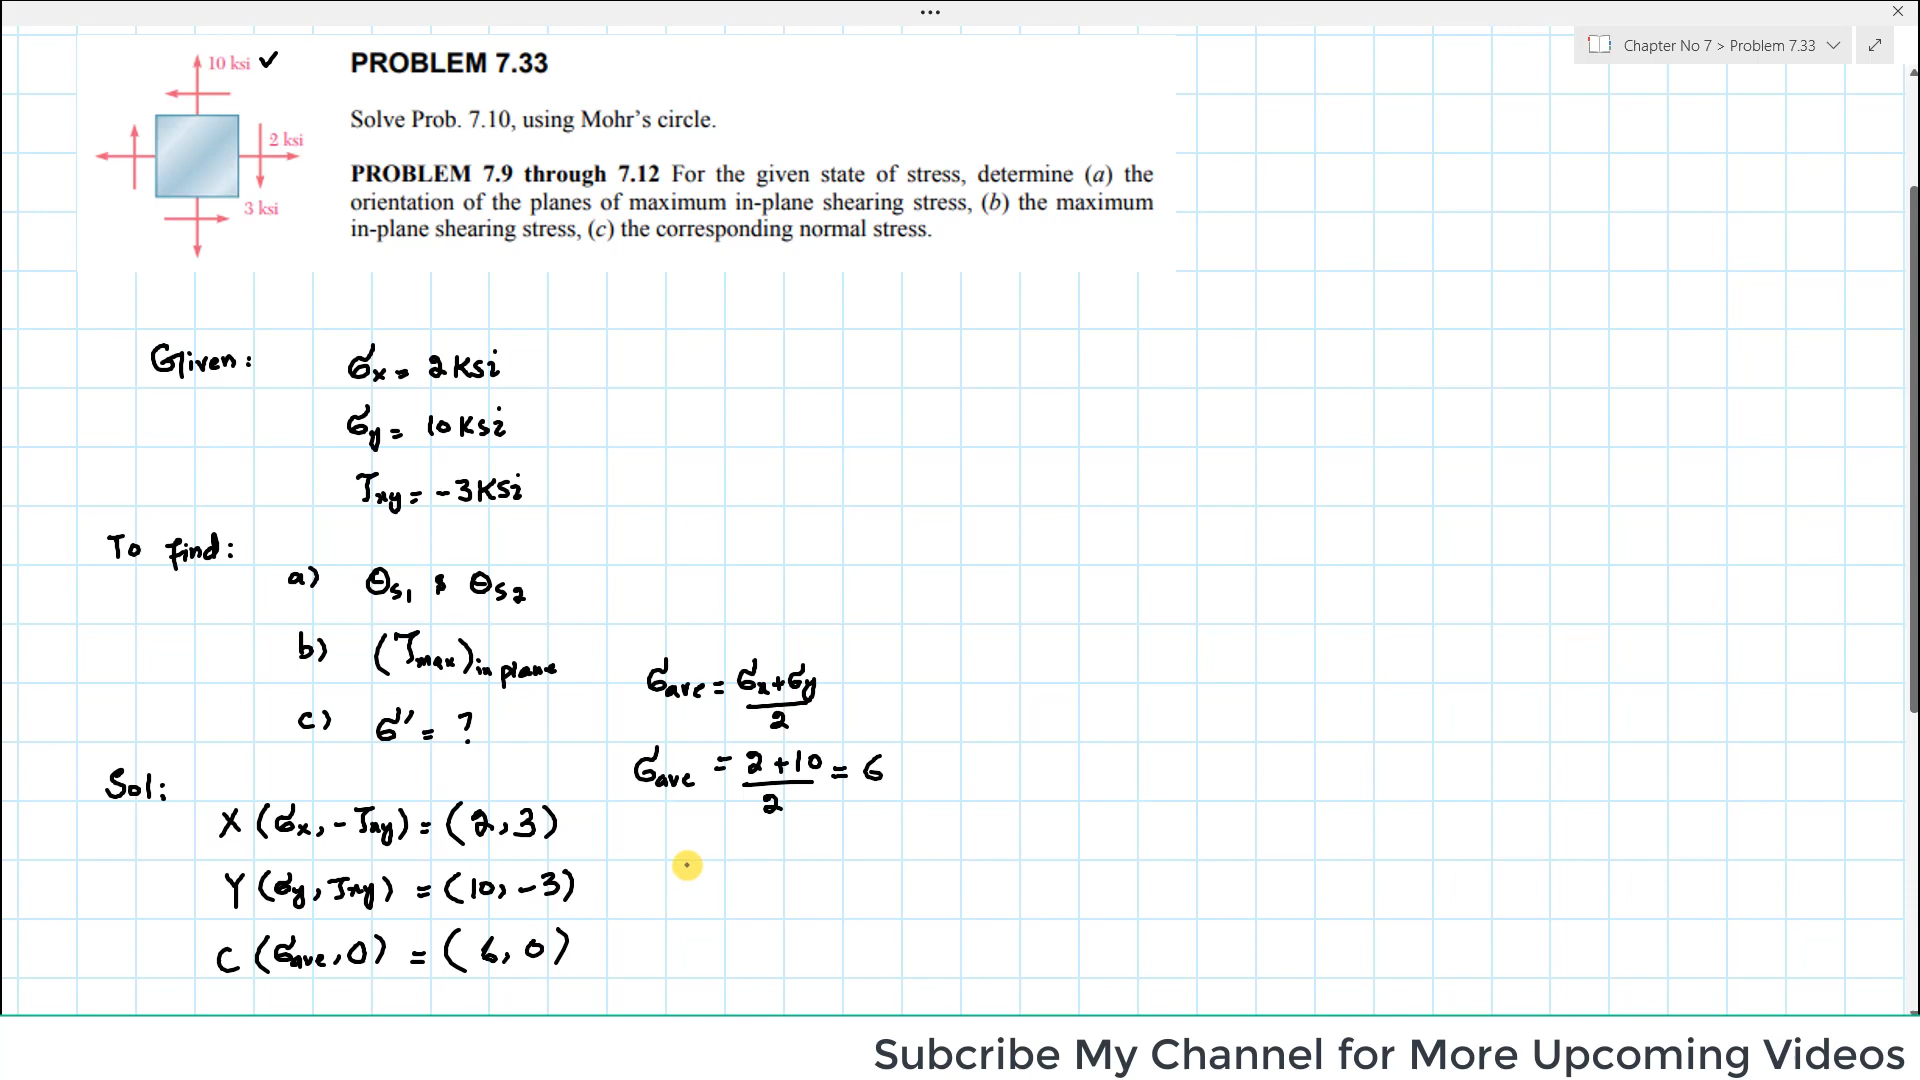 Chapter No 7 > Problem 7.33
10 ksi ✓
2 ksi
3 ksi
PROBLEM 7.33
Solve Prob. 7.10, using Mohr's circle.
PROBLEM 7.9 through 7.12 For the given state of stress, determine (a) the
orientation of the planes of maximum in-plane shearing stress, (b) the maximum
in-plane shearing stress, (c) the corresponding normal stress.
Given: σx = 2 Ksi
σy = 10 Ksi
τxy = -3 Ksi
To find:
a) θs1 & θs2
b) (τmax)in plane
c) σ' = ?
σave = σx+σy/2
σave = 2+10/2 = 6
Sol:
X (σx, -τxy) = (2, 3)
Y (σy, τxy) = (10, -3)
C (σave, 0) = (6, 0)
Subcribe My Channel for More Upcoming Videos